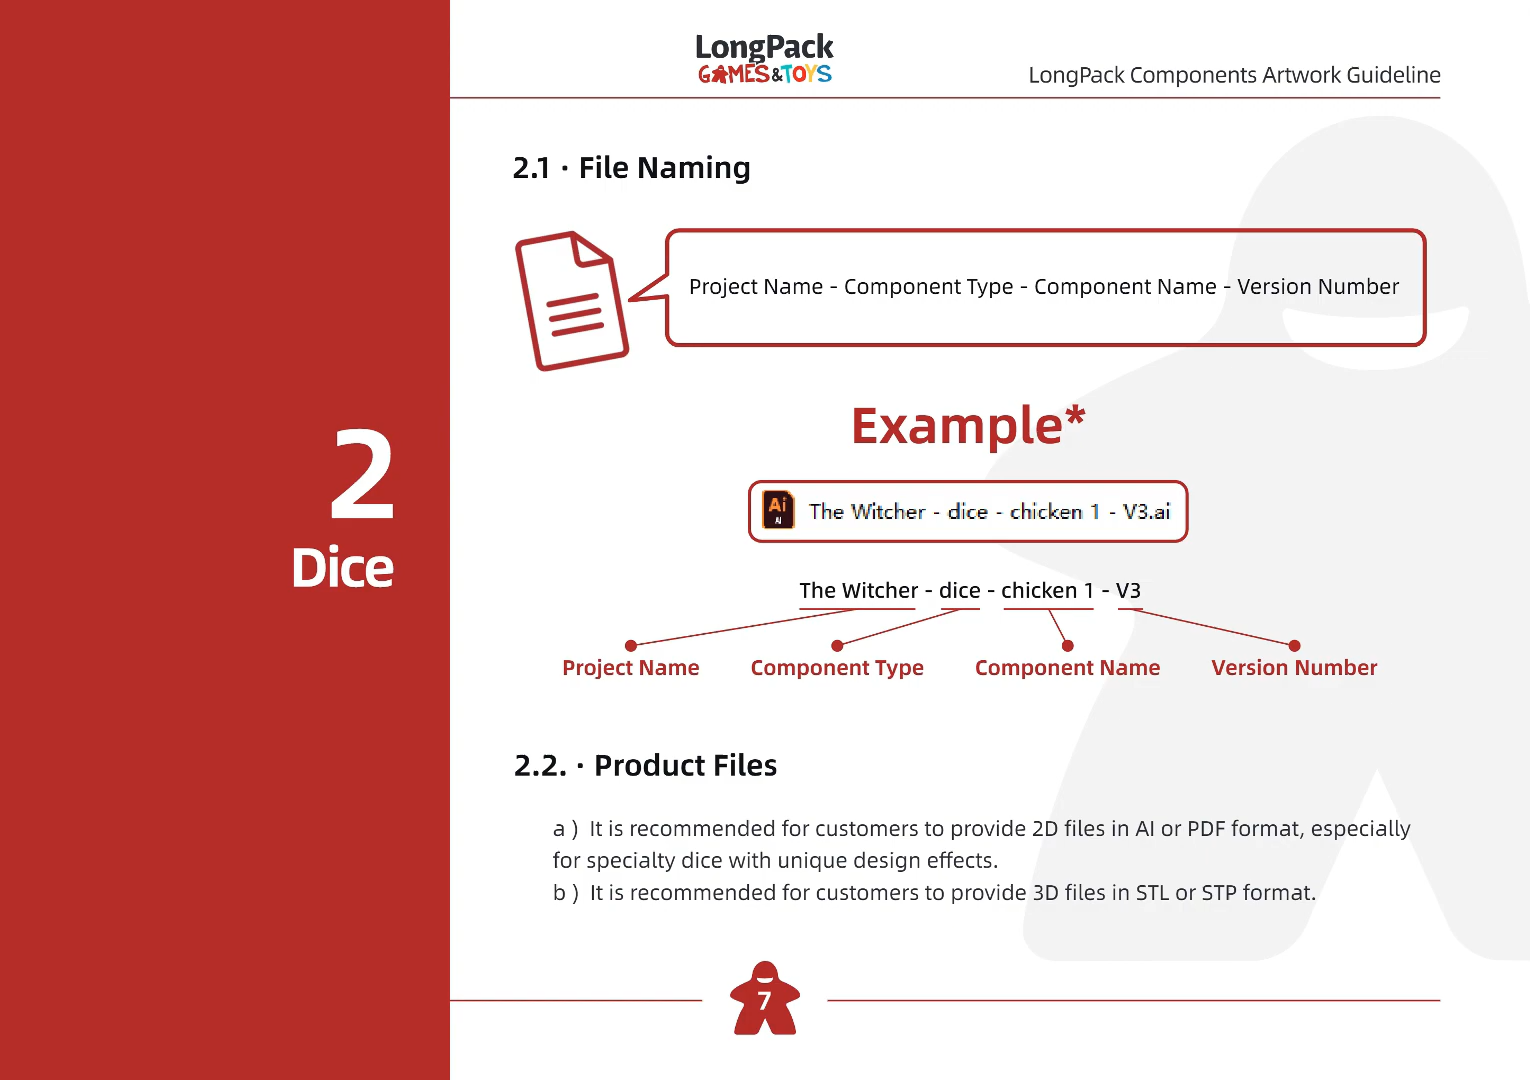 LongPack
GAMES&TOYS
LongPack Components Artwork Guideline
2
Dice
2.1 · File Naming
Project Name - Component Type - Component Name - Version Number
Example*
Ai
AI
The Witcher - dice - chicken 1 - V3.ai
The Witcher - dice - chicken 1 - V3
Project Name
Component Type
Component Name
Version Number
2.2. · Product Files
a ) It is recommended for customers to provide 2D files in AI or PDF format, especially
for specialty dice with unique design effects.
b ) It is recommended for customers to provide 3D files in STL or STP format.
7